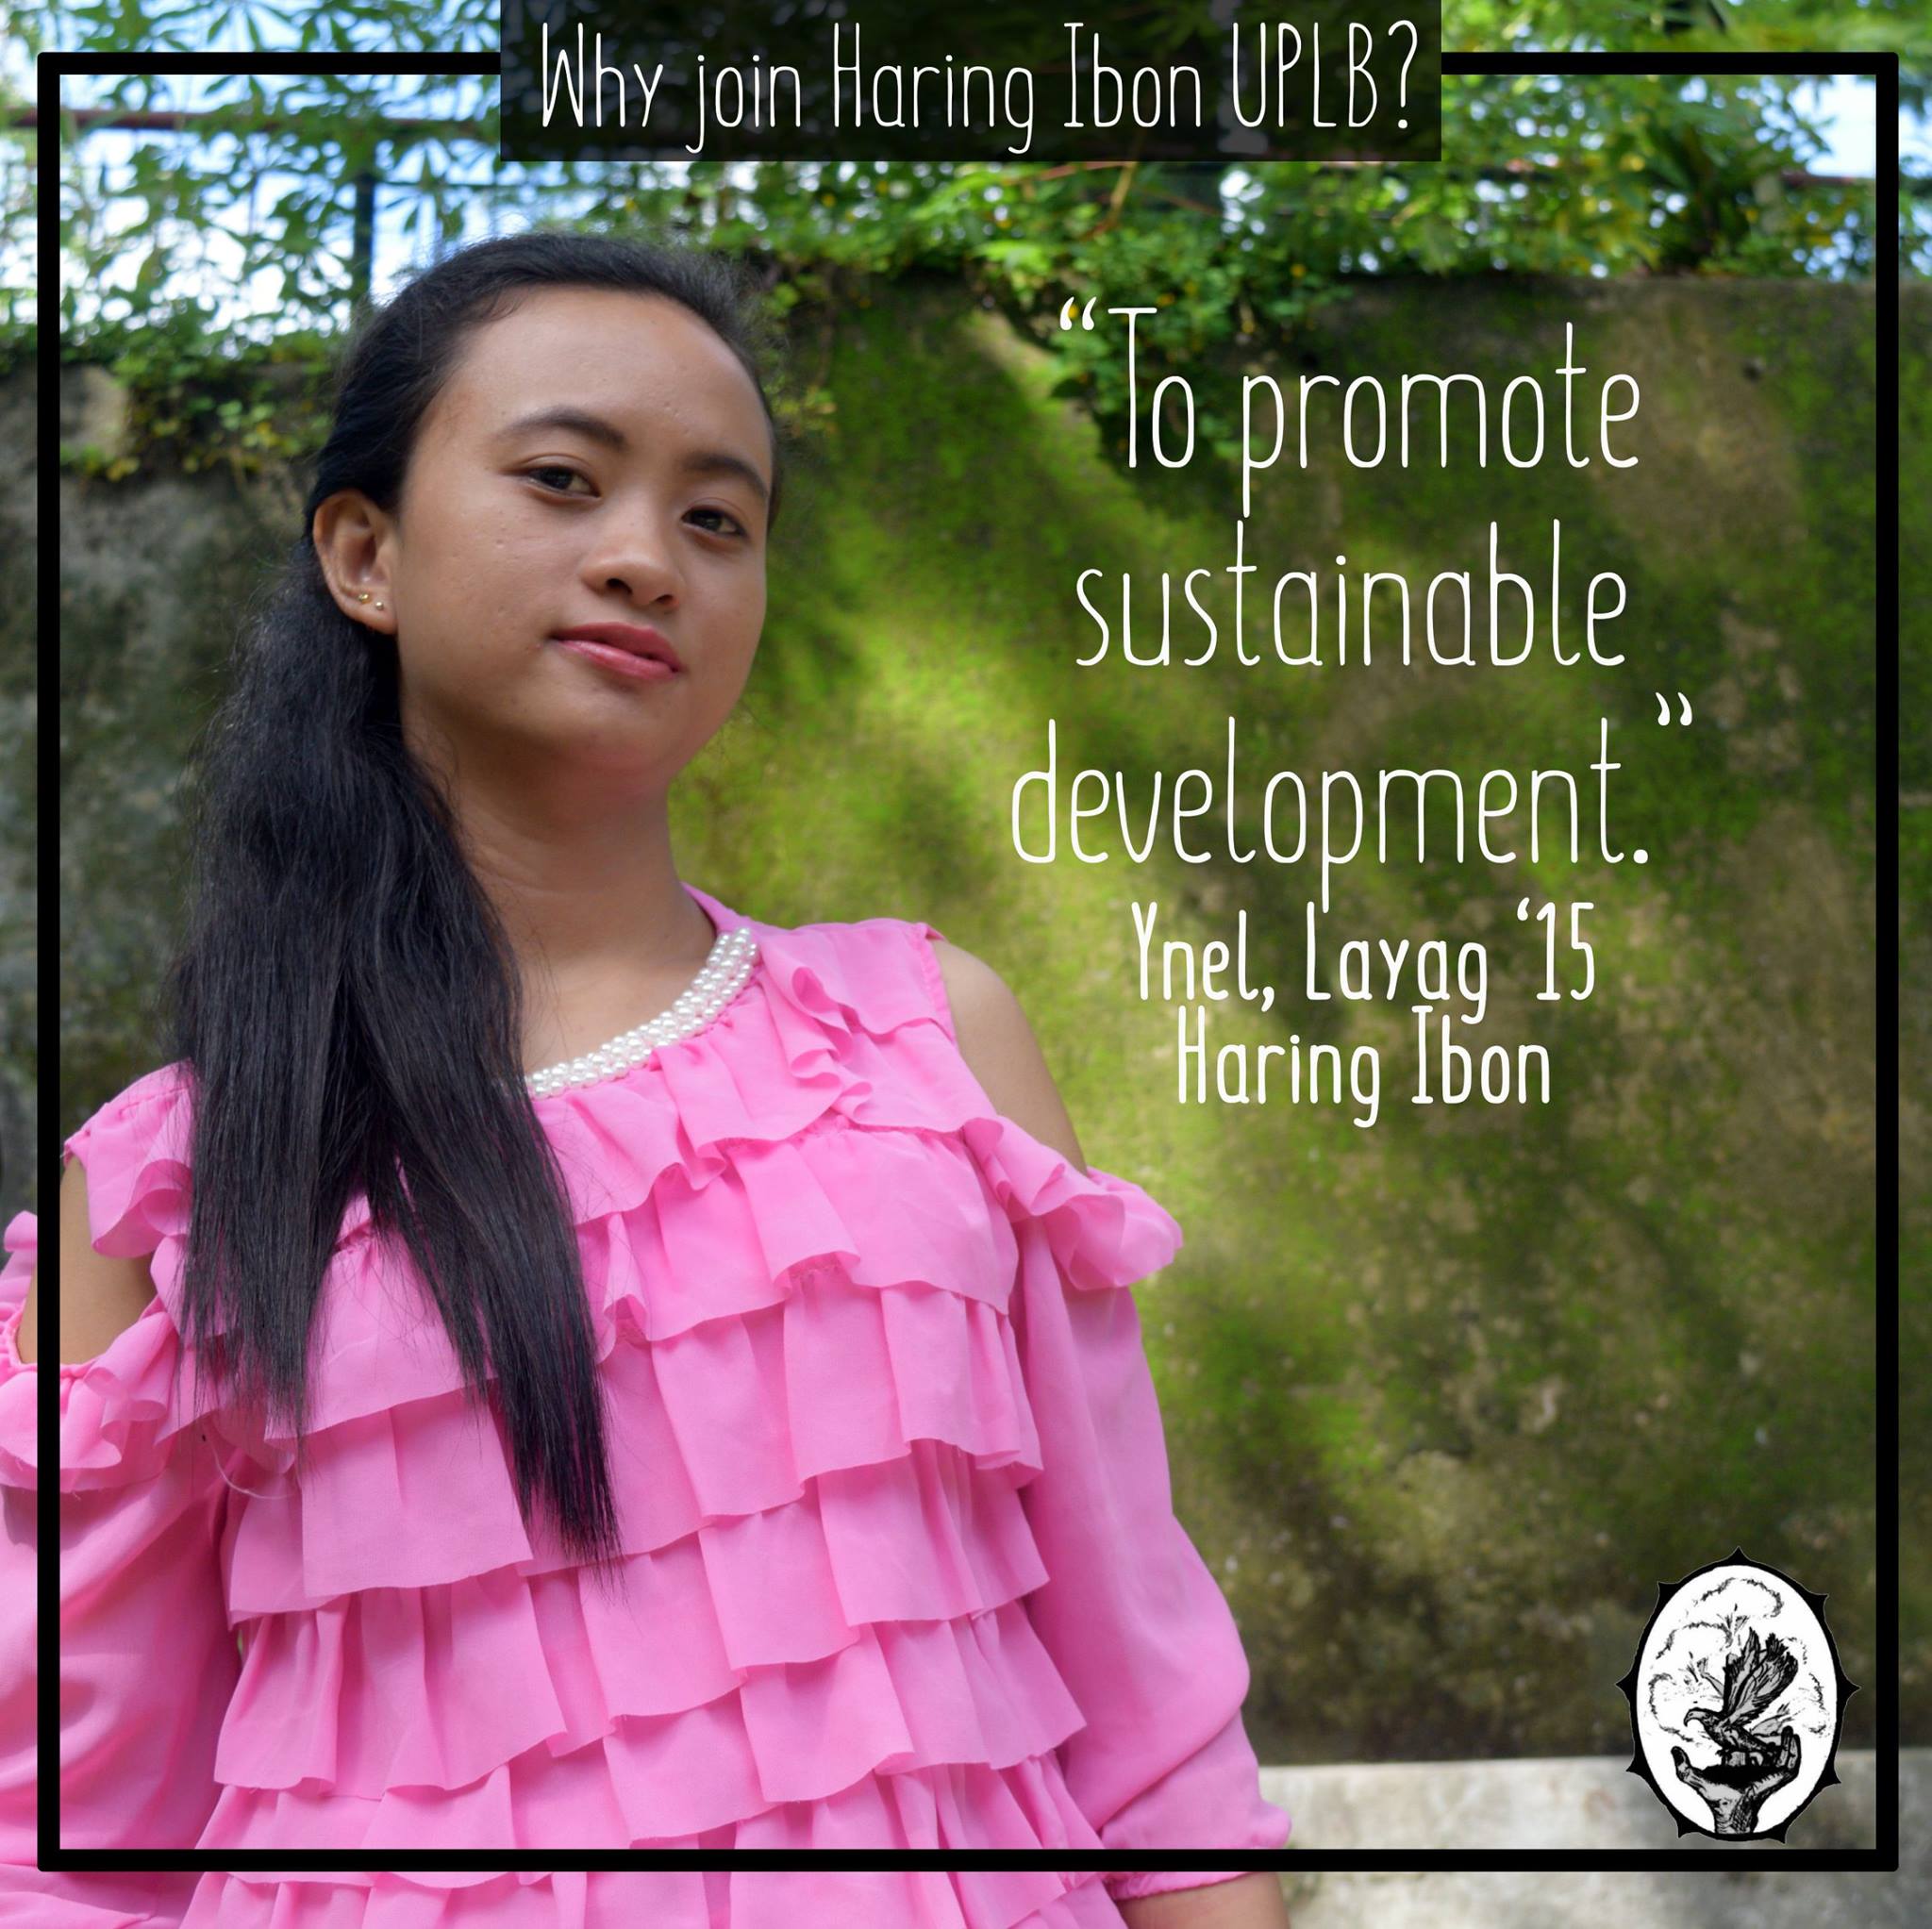 Why join Haring Ibon UPLB?
“To promote
sustainable
development.”
Ynel, Layag ‘15
Haring Ibon